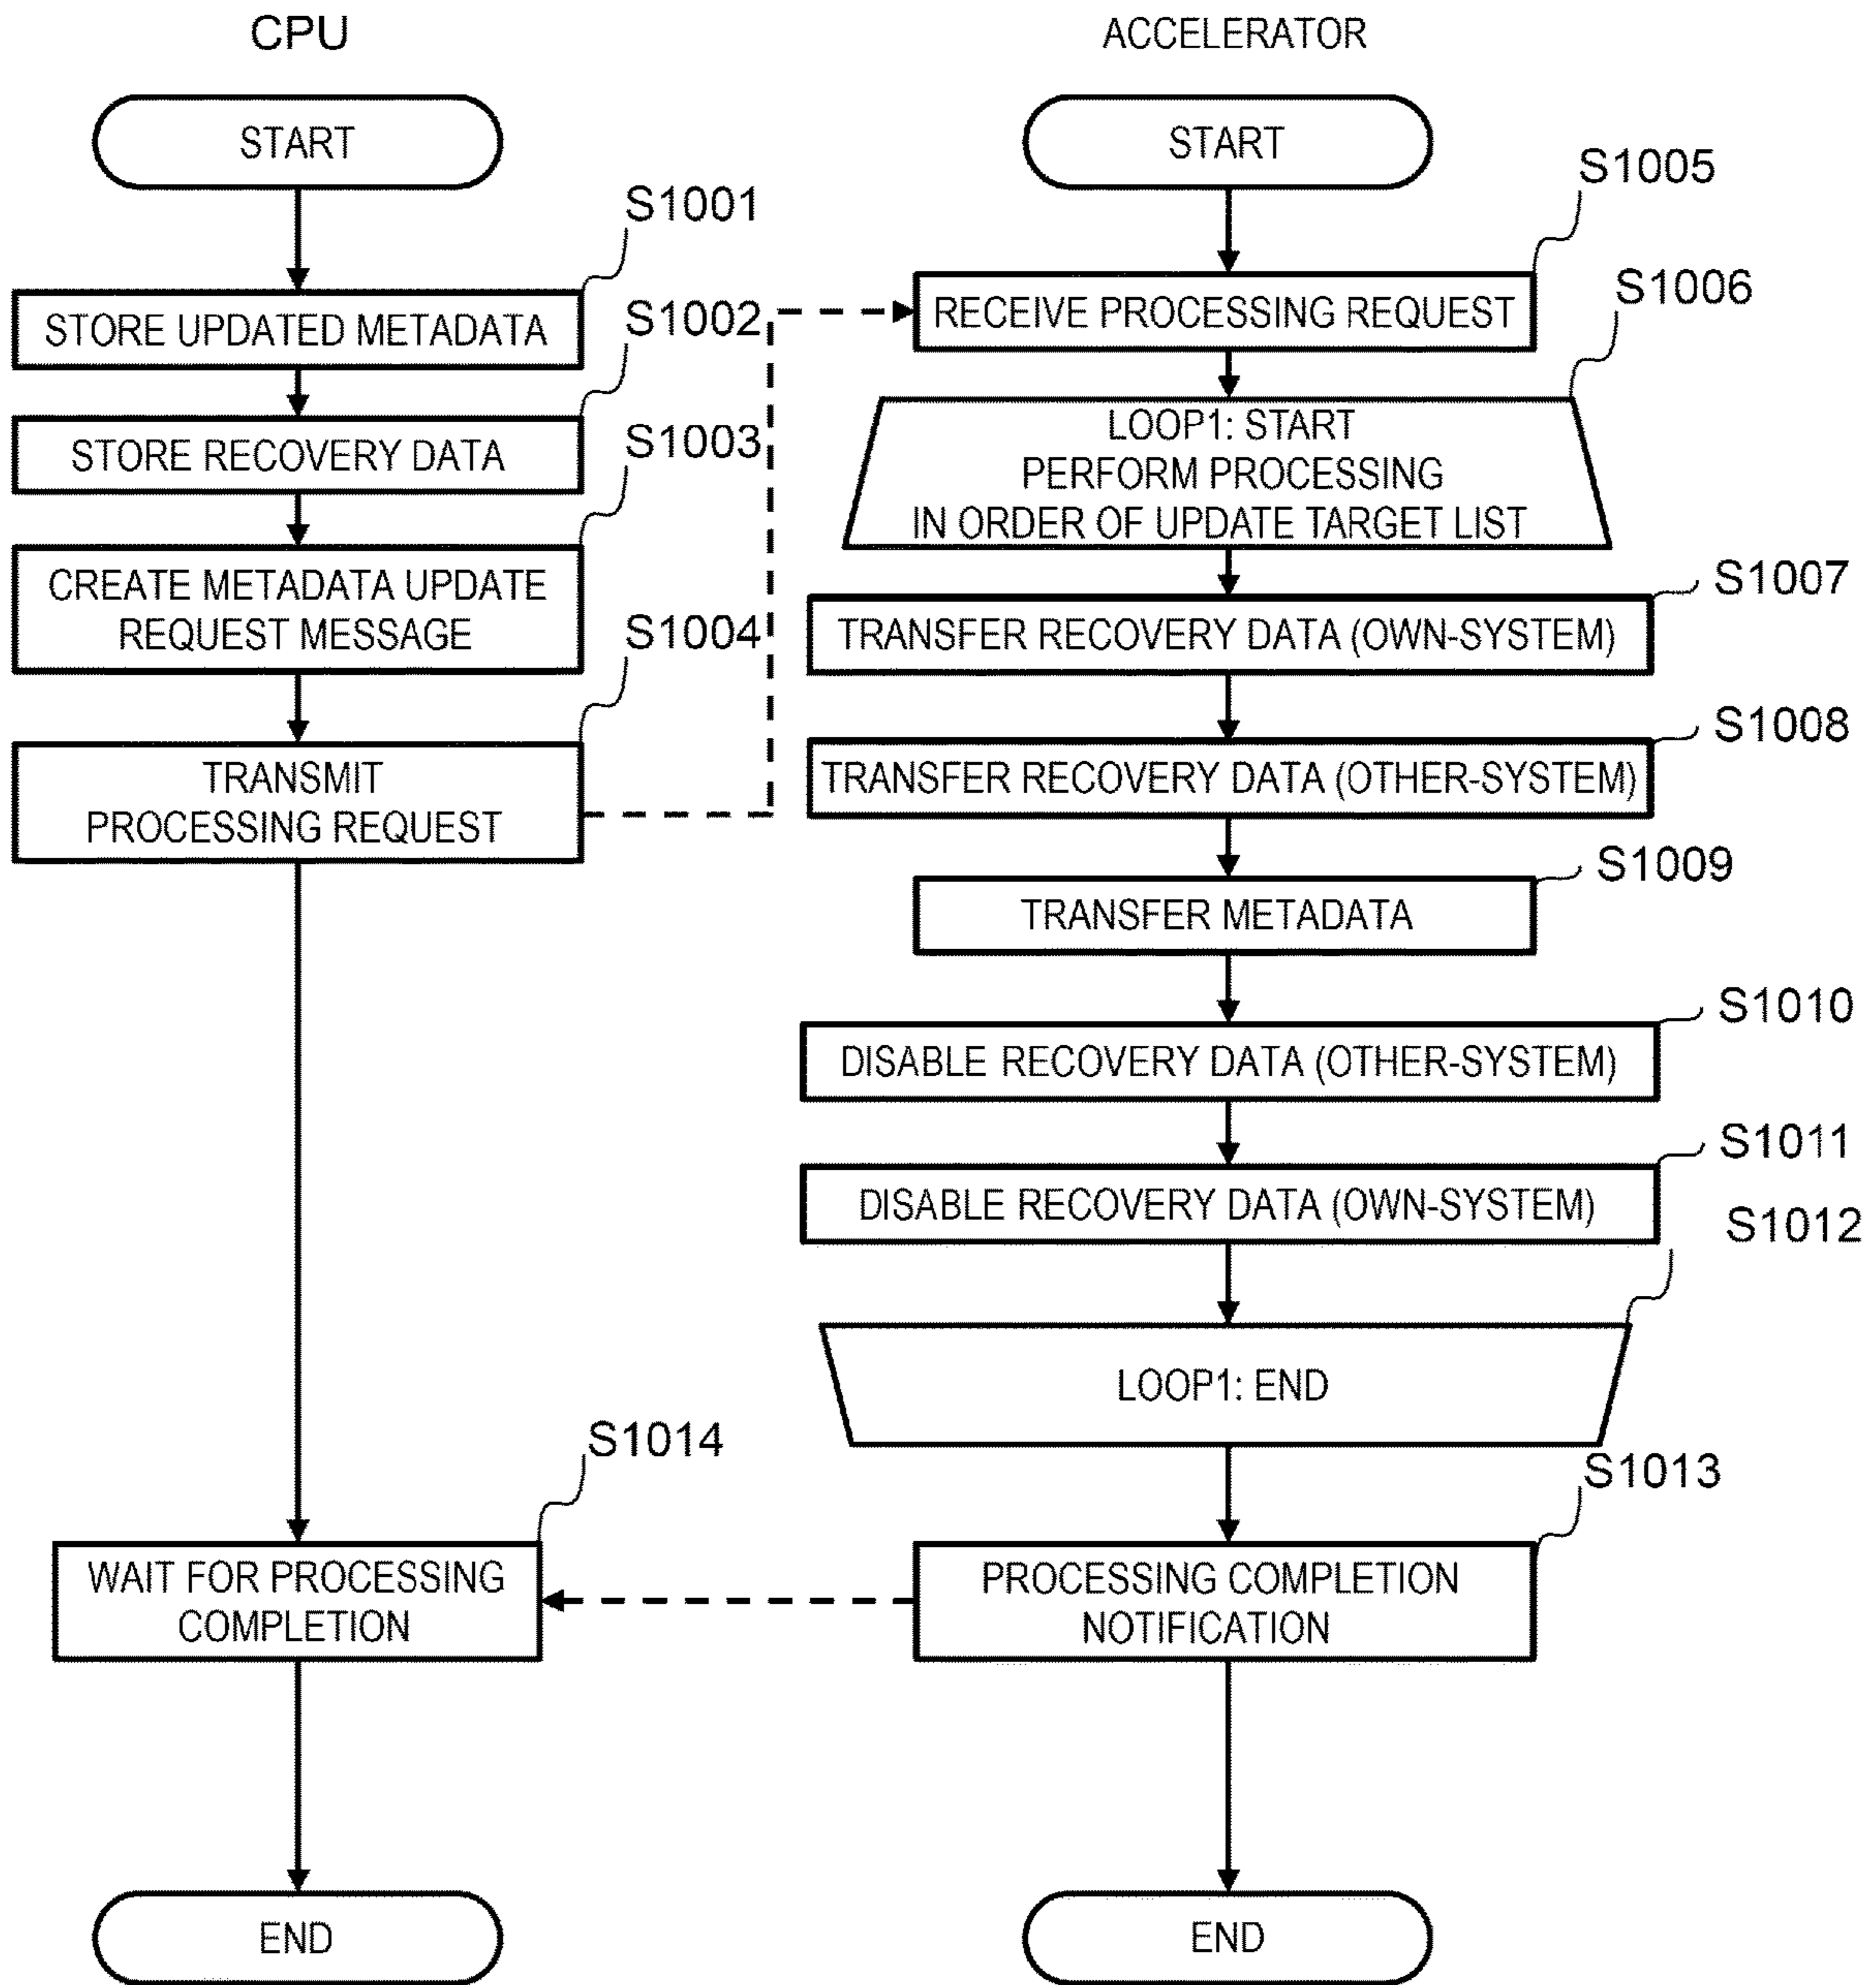 CPU
START
S1001
STORE UPDATED METADATA
S1002
STORE RECOVERY DATA
S1003
CREATE METADATA UPDATE
REQUEST MESSAGE
S1004
TRANSMIT
PROCESSING REQUEST
S1014
WAIT FOR PROCESSING
COMPLETION
END
ACCELERATOR
START
S1005
RECEIVE PROCESSING REQUEST
S1006
LOOP1: START
PERFORM PROCESSING
IN ORDER OF UPDATE TARGET LIST
S1007
TRANSFER RECOVERY DATA (OWN-SYSTEM)
S1008
TRANSFER RECOVERY DATA (OTHER-SYSTEM)
S1009
TRANSFER METADATA
S1010
DISABLE RECOVERY DATA (OTHER-SYSTEM)
S1011
DISABLE RECOVERY DATA (OWN-SYSTEM)
S1012
LOOP1: END
S1013
PROCESSING COMPLETION
NOTIFICATION
END